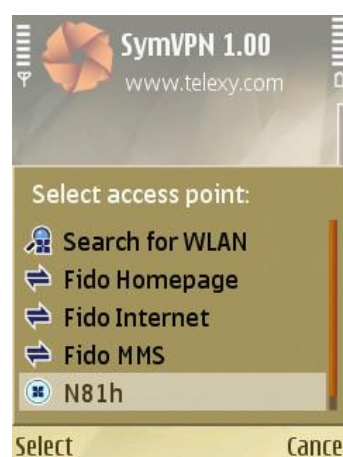 SymVPN 1.00
www.telexy.com
Select access point:
Search for WLAN
Fido Homepage
Fido Internet
Fido MMS
N81h
Select Cance